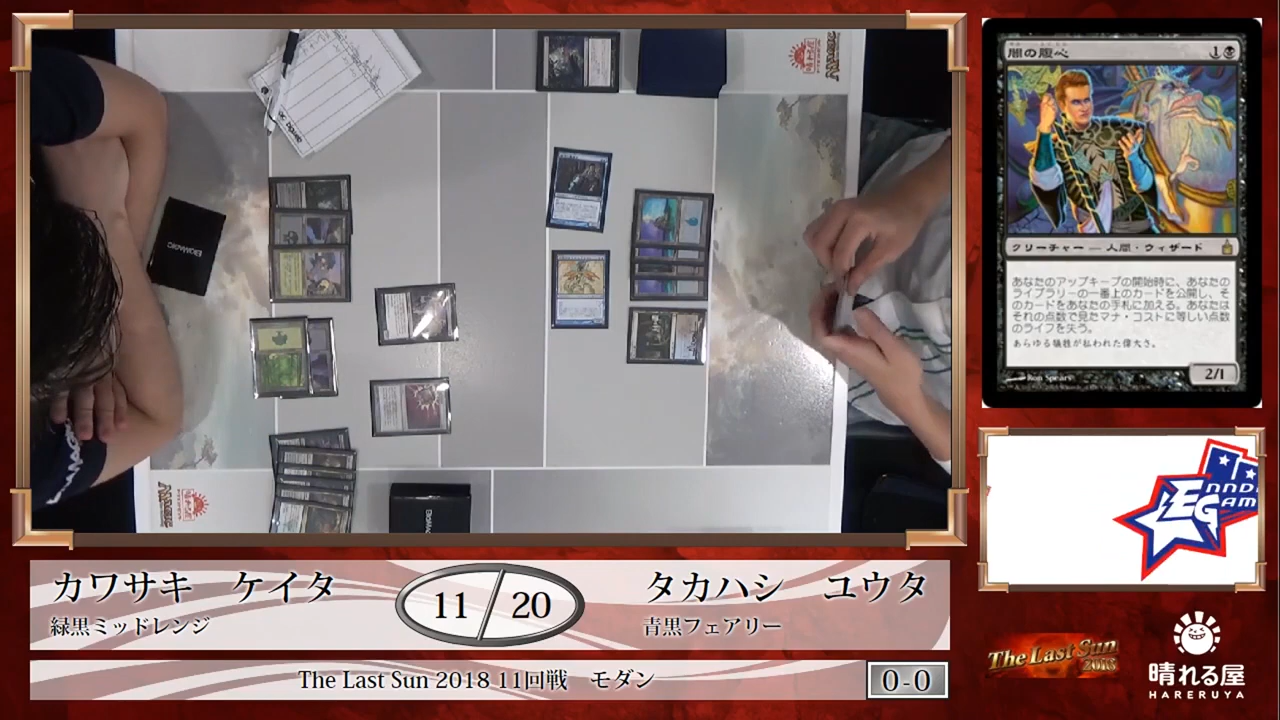 闇の腹心
1
クリーチャー — 人間・ウィザード
あなたのアップキープの開始時に、あなたの
ライブラリーの一番上のカードを公開し、そ
のカードをあなたの手札に加える。あなたは
それの点数で見たマナ・コストに等しい点数
のライフを失う。
あらゆる犠牲が払われた偉大さ。
Ron Spears
2/1
カワサキ ケイタ
緑黒ミッドレンジ
11/20
タカハシ ユウタ
青黒フェアリー
The Last Sun 2018 11回戦 モダン
0-0
EG
The Last Sun
2018
晴れる屋
HARERUYA